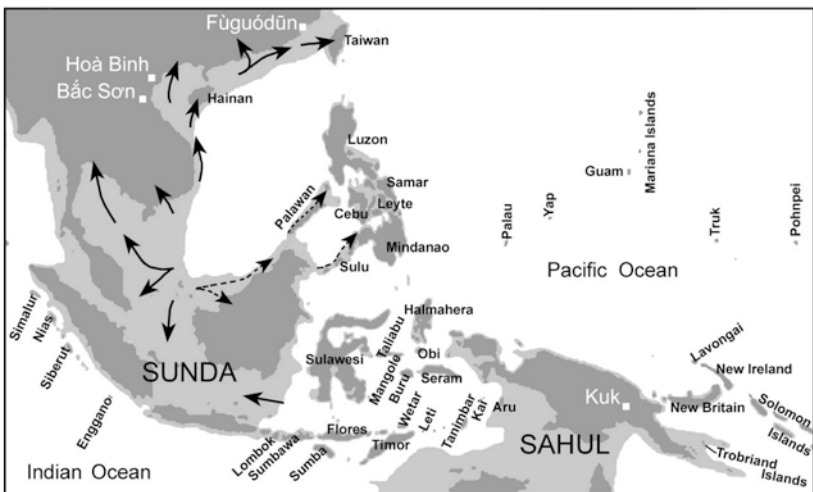 Fùguódūn
Taiwan
Hoà Binh
Bắc Sơn
Hainan
Luzon
Mariana Islands
Guam
Samar
Palawan
Cebu
Leyte
Palau
Yap
Truk
Pohnpei
Mindanao
Sulu
Pacific Ocean
Simalur
Nias
Siberut
Enggano
SUNDA
Halmahera
Taliabu
Sulawesi
Mangole
Obi
Buru
Seram
Lavongai
New Ireland
Kuk
New Britain
Solomon
Islands
Aru
Kai
Tanimbar
Leti
Wetar
Flores
Timor
Lombok
Sumbawa
Sumba
SAHUL
Trobriand
Islands
Indian Ocean